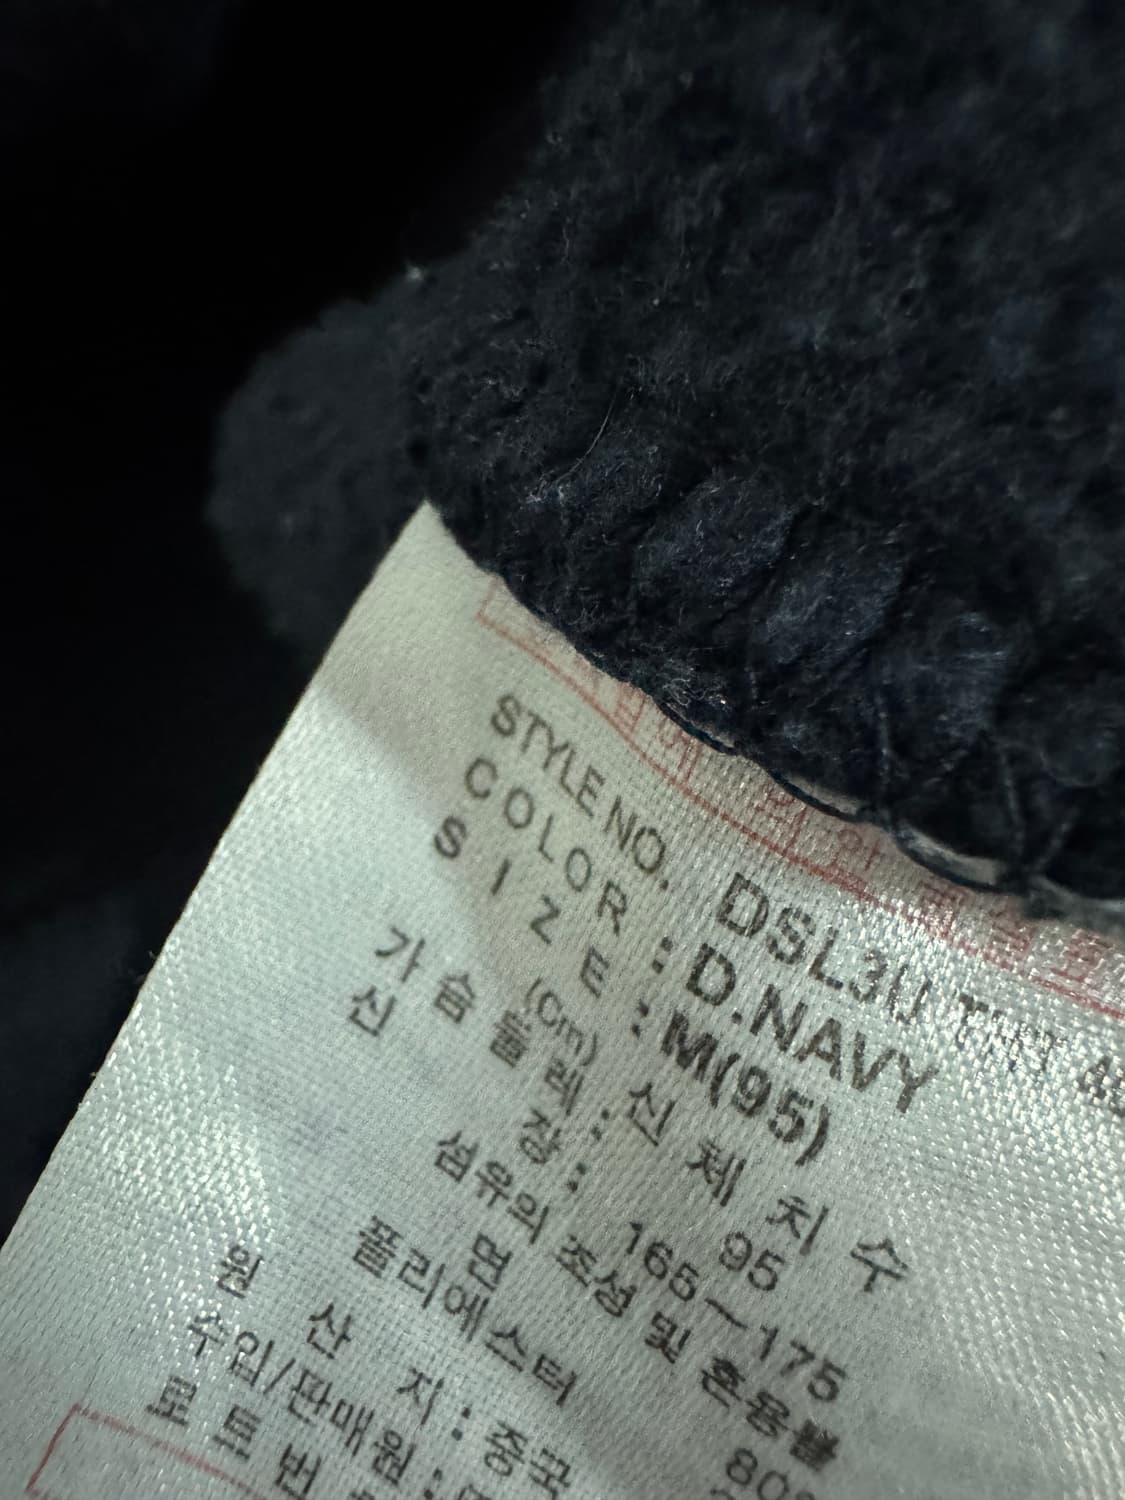 STYLE NO. DSL3U
COLOR : D.NAVY
SIZE : M(95)
(cm) 신체치수
가슴둘레 : 95
신장 : 165~175
섬유의 조성 및 혼용률
면 80
폴리에스터
원산지 : 중국
수입/판매원 :
로트번